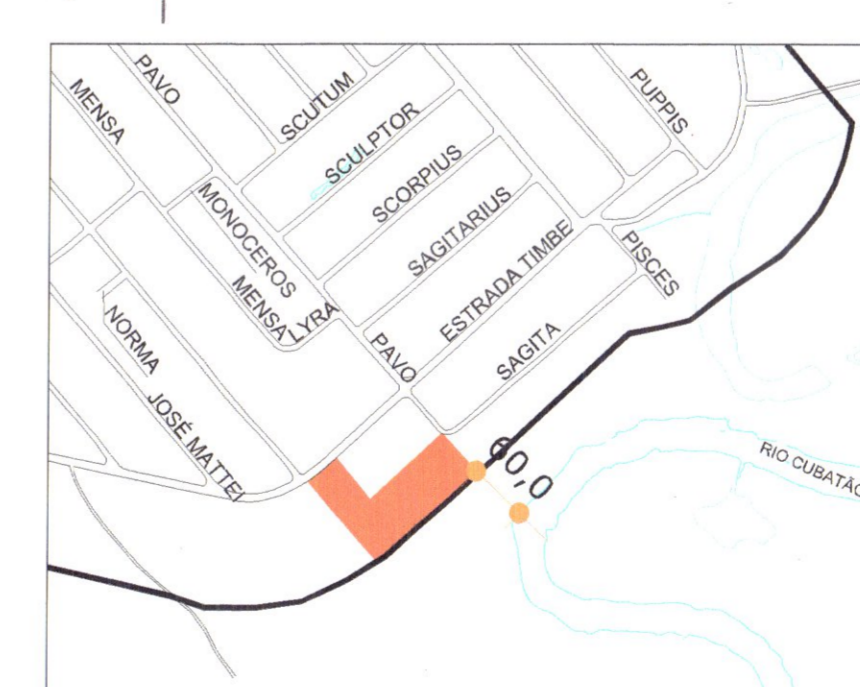 PAVO
MENSA
SCUTUM
PUPPIS
SCULPTOR
SCORPIUS
MONOCEROS
SAGITARIUS
ESTRADA TIMBE
PISCES
MENSA
LYRA
NORMA
PAVO
SAGITA
JOSÉ MATTEI
60,0
RIO CUBATÃO